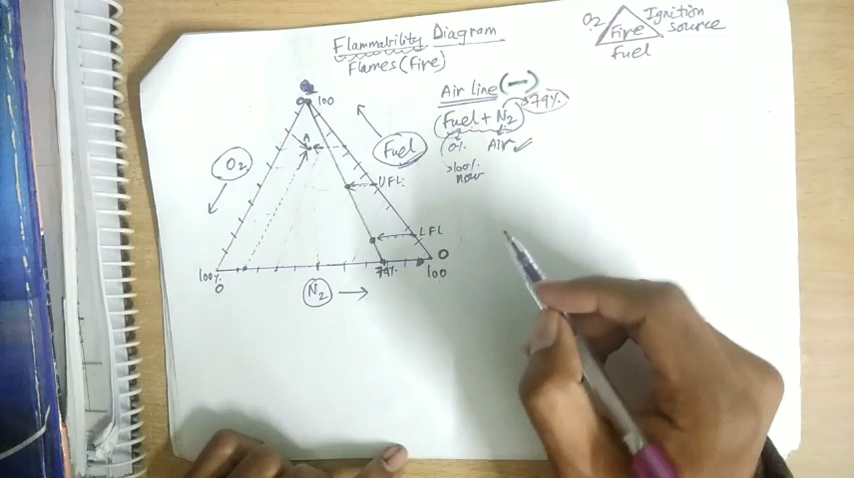 Flammability Diagram
Flames (Fire)
O2
Fire
Ignition
Source
Fuel
Air line (—)
(Fuel + N2) → 79%
0% Air ✓
→100%
100
A
O2
Fuel
UFL
LFL
0
100%
0
79%
100
N2 →